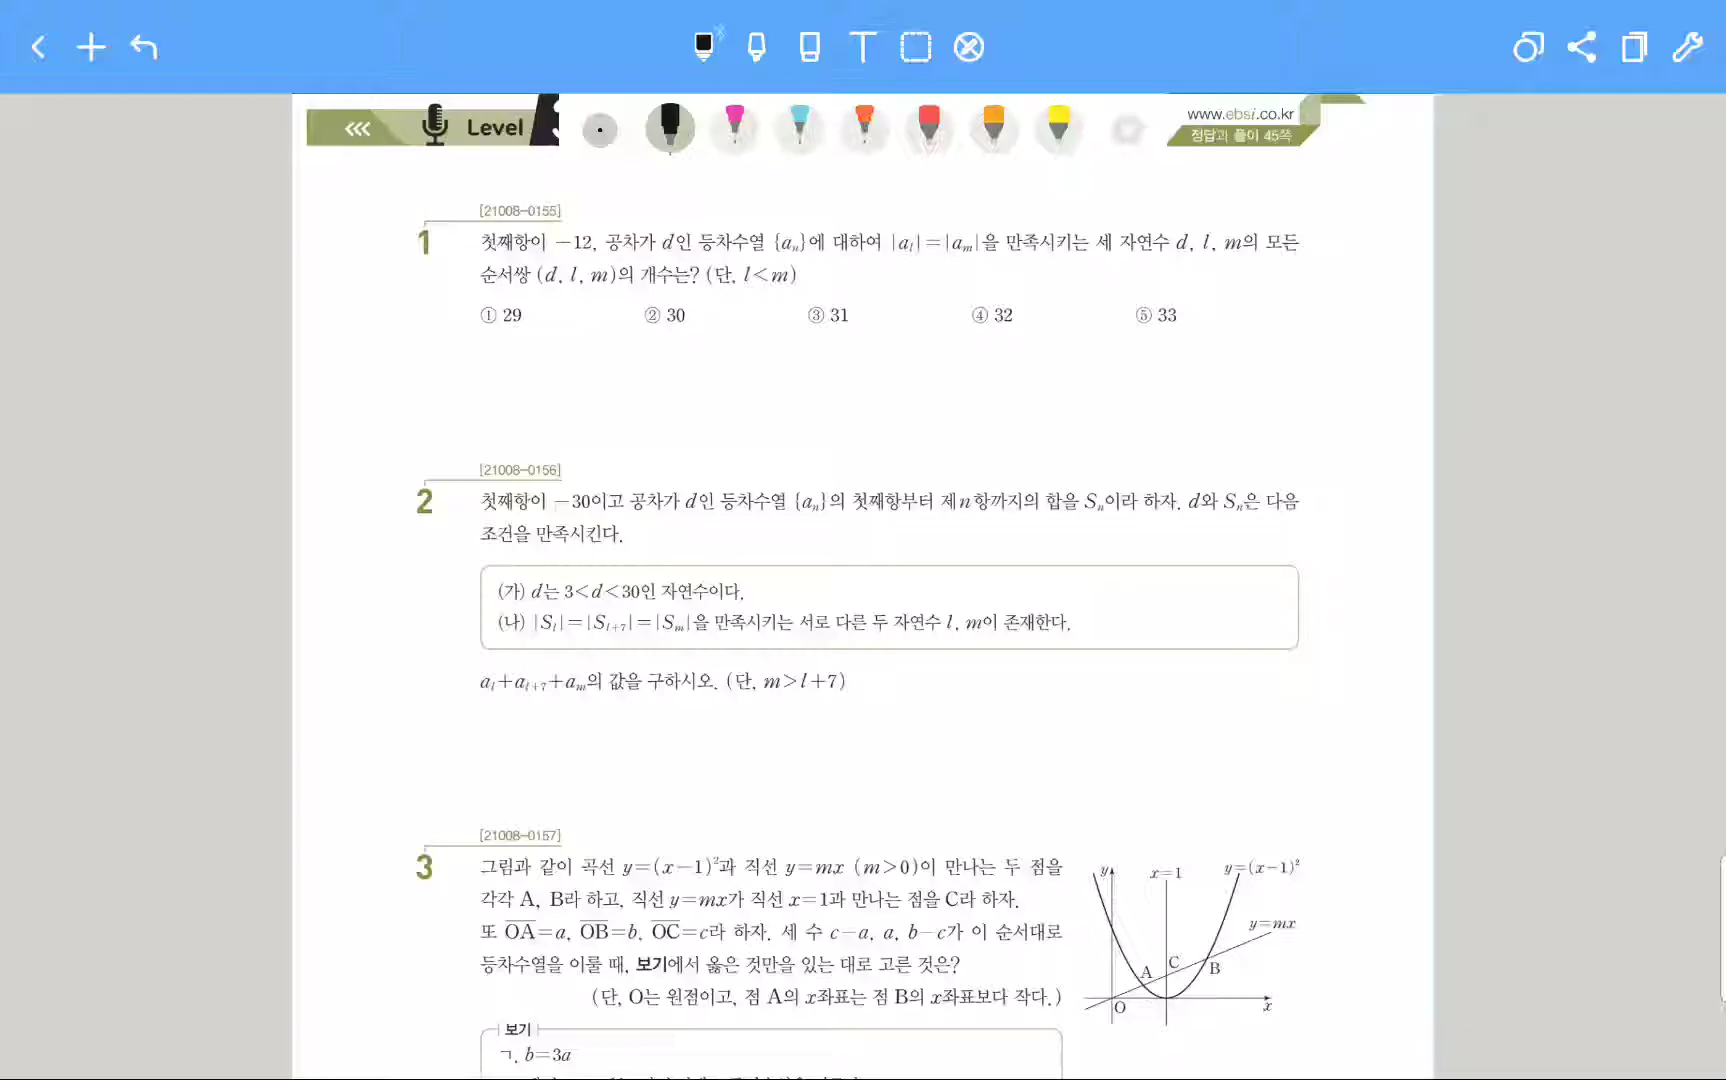 Level
www.ebsi.co.kr
정답과 풀이 45쪽
[21008-0155]
1 첫째항이 −12, 공차가 d인 등차수열 {aₙ}에 대하여 |aₗ|=|aₘ|을 만족시키는 세 자연수 d, l, m의 모든
순서쌍 (d, l, m)의 개수는? (단, l<m)
① 29 ② 30 ③ 31 ④ 32 ⑤ 33
[21008-0156]
2 첫째항이 −30이고 공차가 d인 등차수열 {aₙ}의 첫째항부터 제n항까지의 합을 Sₙ이라 하자. d와 Sₙ은 다음
조건을 만족시킨다.
(가) d는 3<d<30인 자연수이다.
(나) |Sₗ|=|Sₗ₊₇|=|Sₘ|을 만족시키는 서로 다른 두 자연수 l, m이 존재한다.
aₗ+aₗ₊₇+aₘ의 값을 구하시오. (단, m>l+7)
[21008-0157]
3 그림과 같이 곡선 y=(x−1)²과 직선 y=mx (m>0)이 만나는 두 점을
각각 A, B라 하고, 직선 y=mx가 직선 x=1과 만나는 점을 C라 하자.
또 O̅A̅=a, O̅B̅=b, O̅C̅=c라 하자. 세 수 c−a, a, b−c가 이 순서대로
등차수열을 이룰 때, 보기에서 옳은 것만을 있는 대로 고른 것은?
(단, O는 원점이고, 점 A의 x좌표는 점 B의 x좌표보다 작다.)
y x=1 y=(x−1)²
y=mx
A C B
O x
보기
ㄱ. b=3a